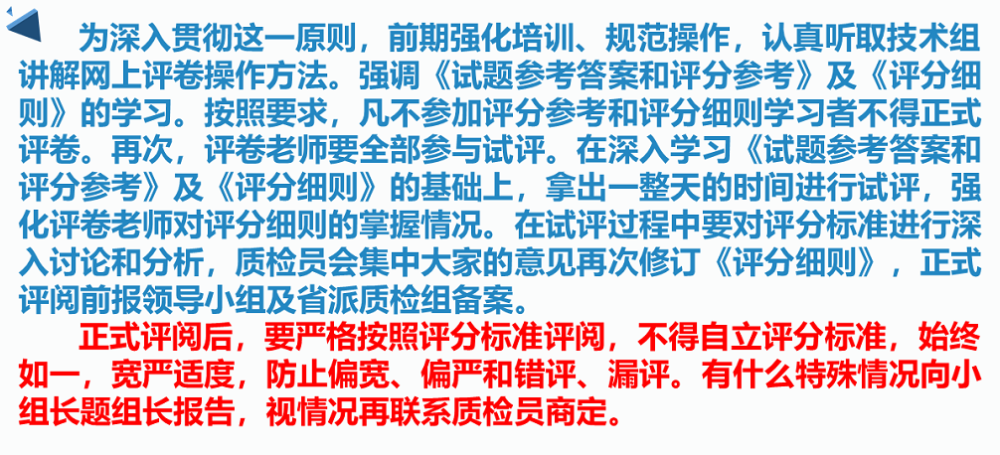 为深入贯彻这一原则，前期强化培训、规范操作，认真听取技术组
讲解网上评卷操作方法。强调《试题参考答案和评分参考》及《评分细
则》的学习。按照要求，凡不参加评分参考和评分细则学习者不得正式
评卷。再次，评卷老师要全部参与试评。在深入学习《试题参考答案和
评分参考》及《评分细则》的基础上，拿出一整天的时间进行试评，强
化评卷老师对评分细则的掌握情况。在试评过程中要对评分标准进行深
入讨论和分析，质检员会集中大家的意见再次修订《评分细则》，正式
评阅前报领导小组及省派质检组备案。
正式评阅后，要严格按照评分标准评阅，不得自立评分标准，始终
如一，宽严适度，防止偏宽、偏严和错评、漏评。有什么特殊情况向小
组长题组长报告，视情况再联系质检员商定。